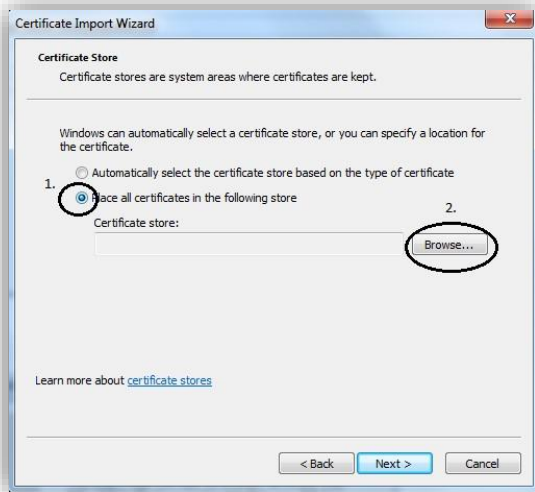 Certificate Import Wizard
Certificate Store
Certificate stores are system areas where certificates are kept.
Windows can automatically select a certificate store, or you can specify a location for
the certificate.
Automatically select the certificate store based on the type of certificate
1.
Place all certificates in the following store
2.
Certificate store:
Browse...
Learn more about certificate stores
< Back
Next >
Cancel